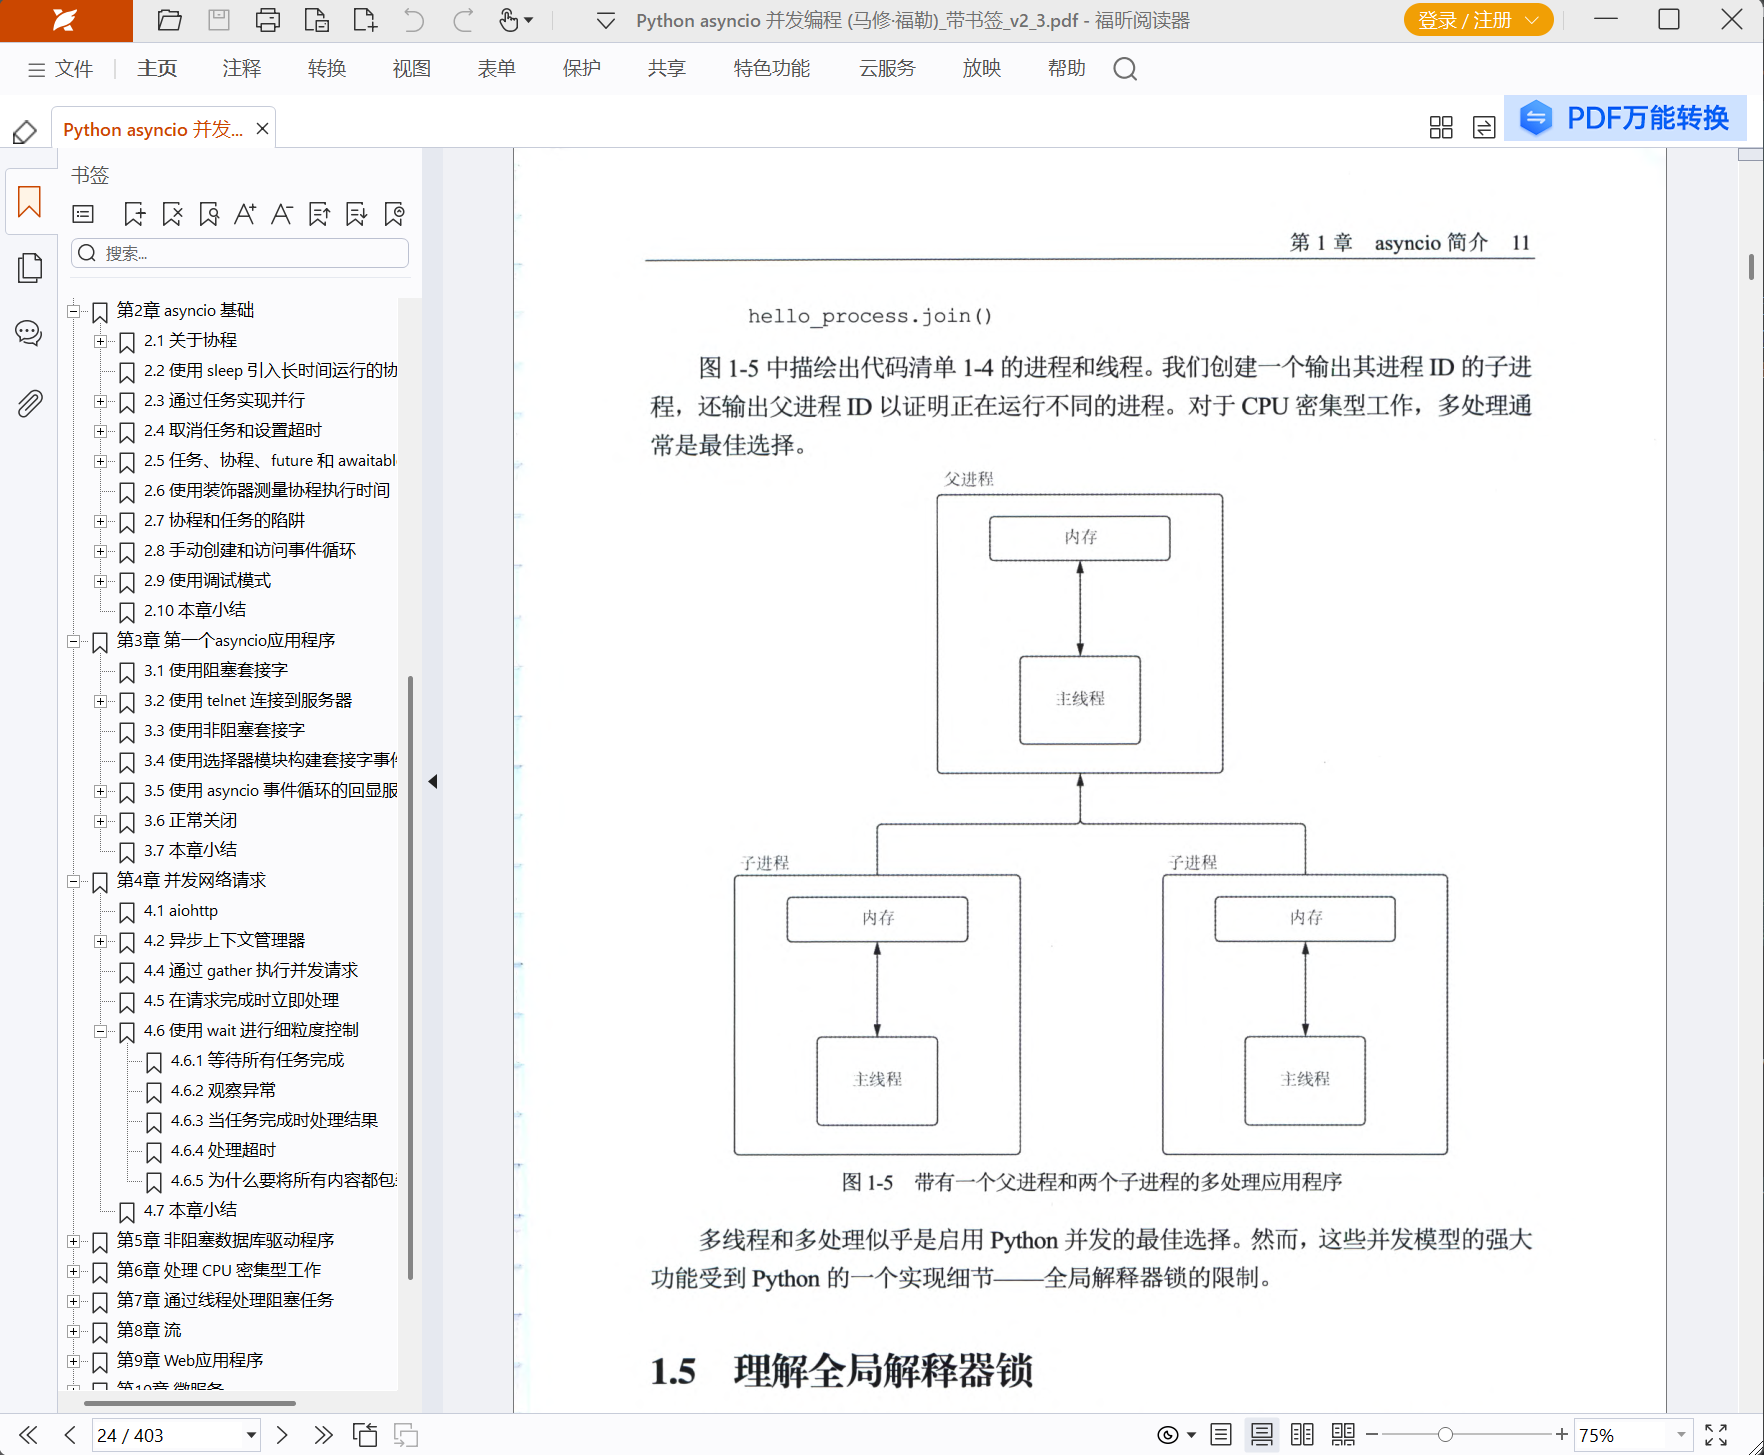 Python asyncio 并发编程 (马修·福勒)_带书签_v2_3.pdf - 福昕阅读器
登录 / 注册
文件 主页 注释 转换 视图 表单 保护 共享 特色功能 云服务 放映 帮助
Python asyncio 并发...
PDF万能转换
书签
搜索...
第2章 asyncio 基础
2.1 关于协程
2.2 使用 sleep 引入长时间运行的协
2.3 通过任务实现并行
2.4 取消任务和设置超时
2.5 任务、协程、future 和 awaitabl
2.6 使用装饰器测量协程执行时间
2.7 协程和任务的陷阱
2.8 手动创建和访问事件循环
2.9 使用调试模式
2.10 本章小结
第3章 第一个asyncio应用程序
3.1 使用阻塞套接字
3.2 使用 telnet 连接到服务器
3.3 使用非阻塞套接字
3.4 使用选择器模块构建套接字事件
3.5 使用 asyncio 事件循环的回显服
3.6 正常关闭
3.7 本章小结
第4章 并发网络请求
4.1 aiohttp
4.2 异步上下文管理器
4.4 通过 gather 执行并发请求
4.5 在请求完成时立即处理
4.6 使用 wait 进行细粒度控制
4.6.1 等待所有任务完成
4.6.2 观察异常
4.6.3 当任务完成时处理结果
4.6.4 处理超时
4.6.5 为什么要将所有内容都包
4.7 本章小结
第5章 非阻塞数据库驱动程序
第6章 处理 CPU 密集型工作
第7章 通过线程处理阻塞任务
第8章 流
第9章 Web应用程序
第10章 微服务
第 1 章 asyncio 简介 11
hello_process.join()
图 1-5 中描绘出代码清单 1-4 的进程和线程。我们创建一个输出其进程 ID 的子进
程，还输出父进程 ID 以证明正在运行不同的进程。对于 CPU 密集型工作，多处理通
常是最佳选择。
父进程
内存
主线程
子进程 子进程
内存 内存
主线程 主线程
图 1-5 带有一个父进程和两个子进程的多处理应用程序
多线程和多处理似乎是启用 Python 并发的最佳选择。然而，这些并发模型的强大
功能受到 Python 的一个实现细节——全局解释器锁的限制。
1.5 理解全局解释器锁
24 / 403
75%